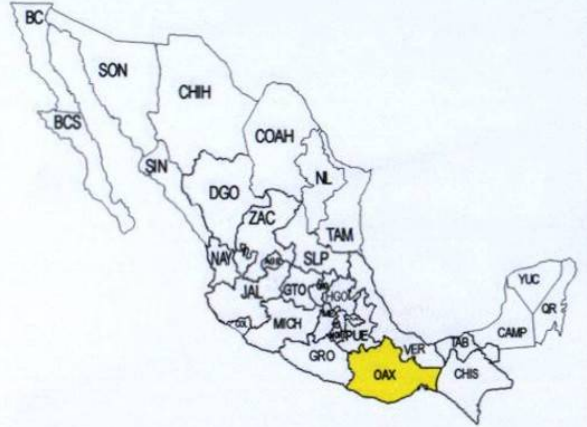 BC
SON
CHIH
COAH
BCS
SIN
NL
DGO
ZAC
TAM
NAY
SLP
JAL
GTO
HGO
MICH
PUE
VER
TAB
YUC
QR
CAMP
GRO
OAX
CHIS